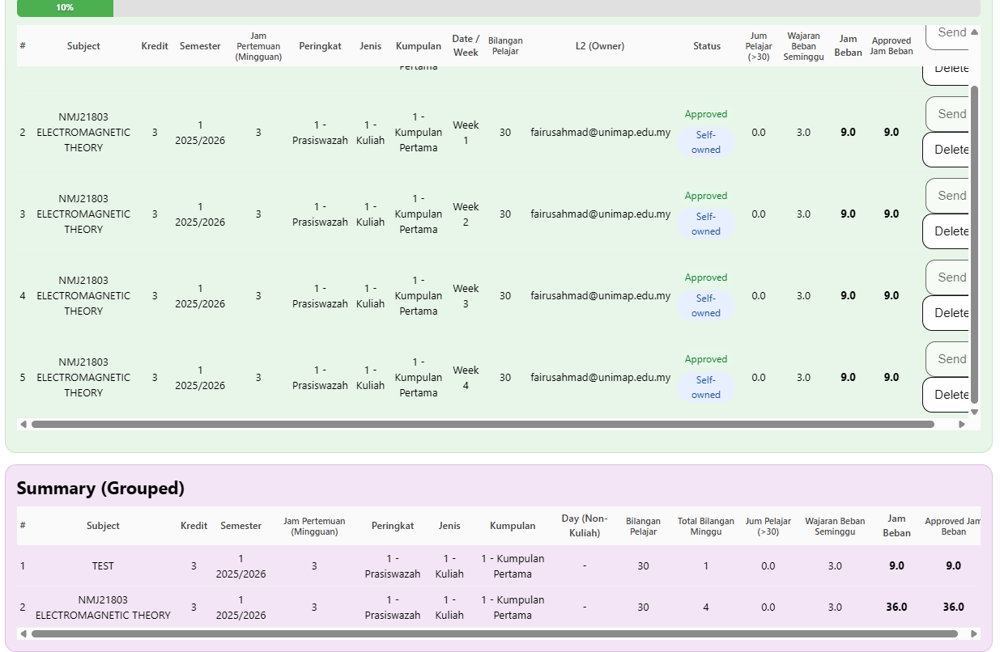 10%
# Subject Kredit Semester Jam Pertemuan (Mingguan) Peringkat Jenis Kumpulan Date / Week Bilangan Pelajar L2 (Owner) Status Jum Pelajar (>30) Wajaran Beban Seminggu Jam Beban Approved Jam Beban Send
Pertama Delete
2 NMJ21803 ELECTROMAGNETIC THEORY 3 1 2025/2026 3 1 - Prasiswazah 1 - Kuliah 1 - Kumpulan Pertama Week 1 30 fairusahmad@unimap.edu.my Approved Self-owned 0.0 3.0 9.0 9.0 Send Delete
3 NMJ21803 ELECTROMAGNETIC THEORY 3 1 2025/2026 3 1 - Prasiswazah 1 - Kuliah 1 - Kumpulan Pertama Week 2 30 fairusahmad@unimap.edu.my Approved Self-owned 0.0 3.0 9.0 9.0 Send Delete
4 NMJ21803 ELECTROMAGNETIC THEORY 3 1 2025/2026 3 1 - Prasiswazah 1 - Kuliah 1 - Kumpulan Pertama Week 3 30 fairusahmad@unimap.edu.my Approved Self-owned 0.0 3.0 9.0 9.0 Send Delete
5 NMJ21803 ELECTROMAGNETIC THEORY 3 1 2025/2026 3 1 - Prasiswazah 1 - Kuliah 1 - Kumpulan Pertama Week 4 30 fairusahmad@unimap.edu.my Approved Self-owned 0.0 3.0 9.0 9.0 Send Delete
Summary (Grouped)
# Subject Kredit Semester Jam Pertemuan (Mingguan) Peringkat Jenis Kumpulan Day (Non-Kuliah) Bilangan Pelajar Total Bilangan Minggu Jum Pelajar (>30) Wajaran Beban Seminggu Jam Beban Approved Jam Beban
1 TEST 3 1 2025/2026 3 1 - Prasiswazah 1 - Kuliah 1 - Kumpulan Pertama - 30 1 0.0 3.0 9.0 9.0
2 NMJ21803 ELECTROMAGNETIC THEORY 3 1 2025/2026 3 1 - Prasiswazah 1 - Kuliah 1 - Kumpulan Pertama - 30 4 0.0 3.0 36.0 36.0